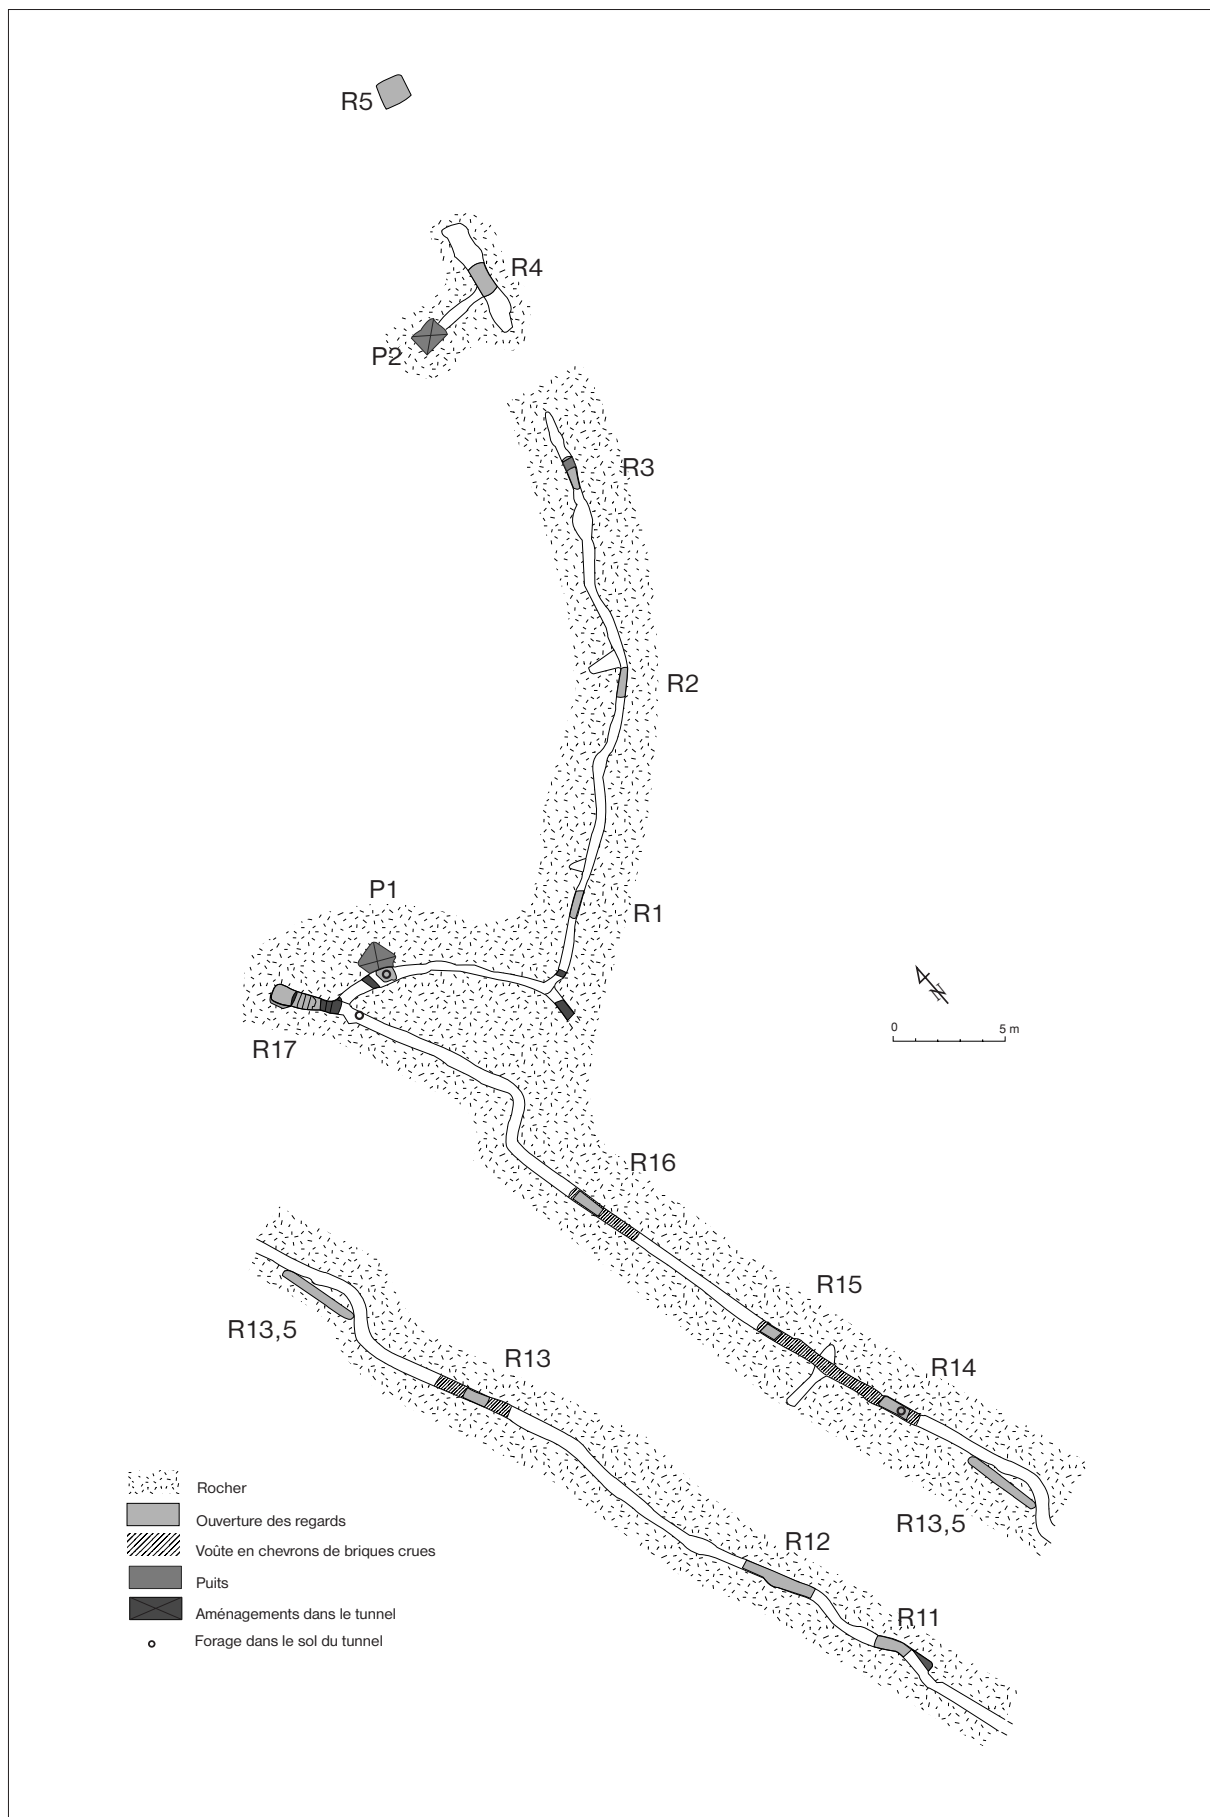 R5
R4
P2
R3
R2
P1
R1
N
0 5 m
R17
R16
R15
R13,5
R13
R14
Rocher
Ouverture des regards
R13,5
Voûte en chevrons de briques crues
R12
Puits
Aménagements dans le tunnel
R11
Forage dans le sol du tunnel